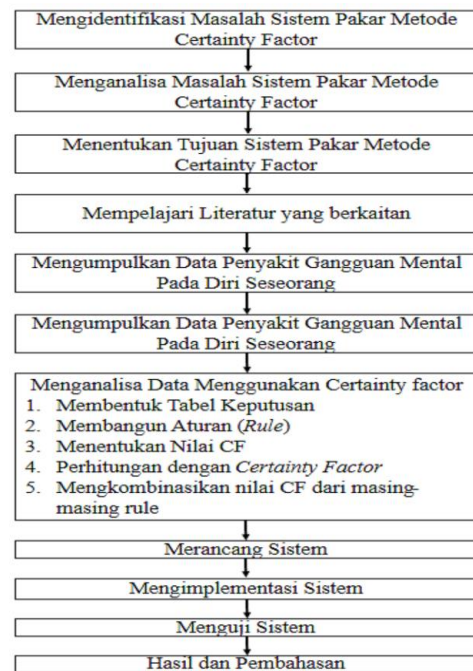 Mengidentifikasi Masalah Sistem Pakar Metode
Certainty Factor
Menganalisa Masalah Sistem Pakar Metode
Certainty Factor
Menentukan Tujuan Sistem Pakar Metode
Certainty Factor
Mempelajari Literatur yang berkaitan
Mengumpulkan Data Penyakit Gangguan Mental
Pada Diri Seseorang
Mengumpulkan Data Penyakit Gangguan Mental
Pada Diri Seseorang
Menganalisa Data Menggunakan Certainty factor
1. Membentuk Tabel Keputusan
2. Membangun Aturan (Rule)
3. Menentukan Nilai CF
4. Perhitungan dengan Certainty Factor
5. Mengkombinasikan nilai CF dari masing-
masing rule
Merancang Sistem
Mengimplementasi Sistem
Menguji Sistem
Hasil dan Pembahasan